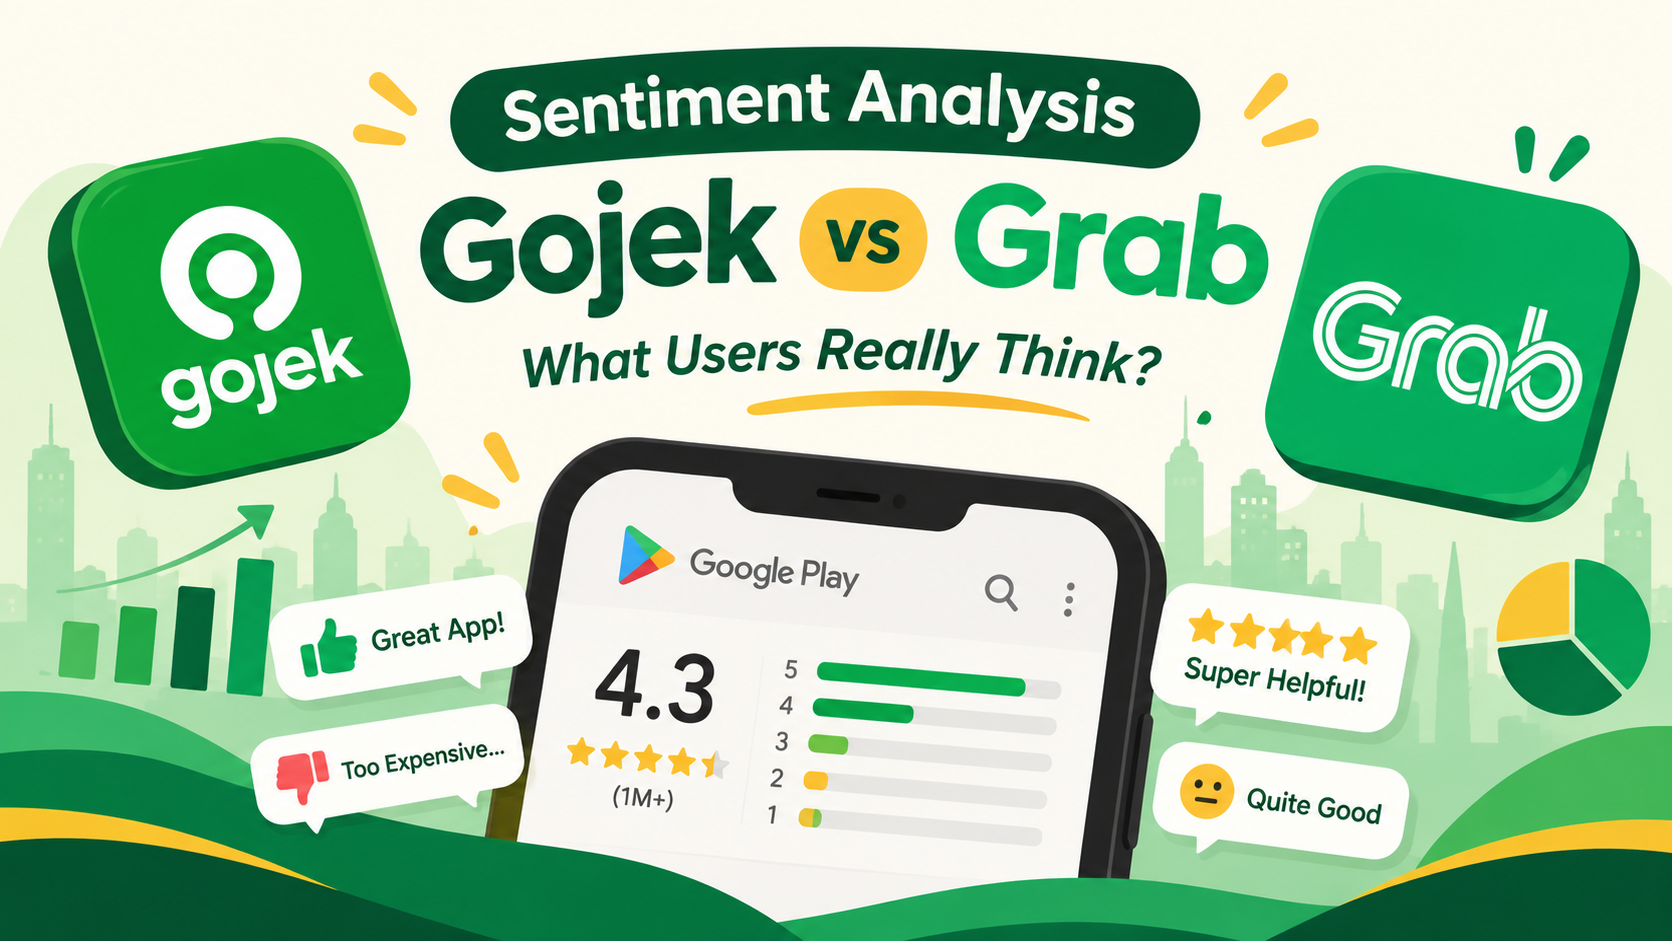 Sentiment Analysis
Gojek vs Grab
What Users Really Think?
gojek
Grab
Google Play
4.3
(1M+)
5
4
3
2
1
Great App!
Too Expensive...
Super Helpful!
Quite Good